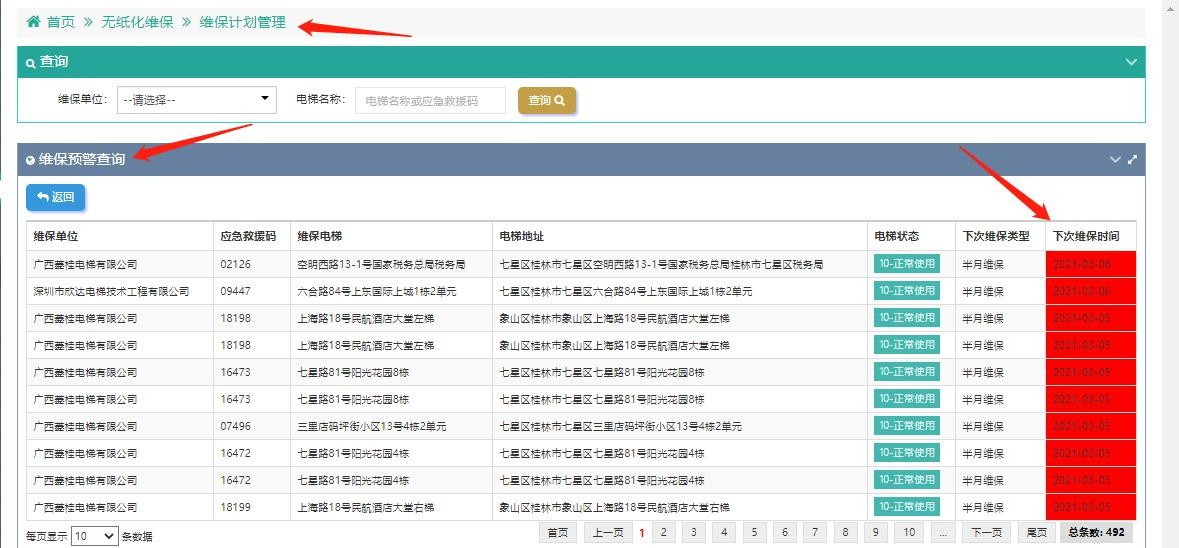 首页 » 无纸化维保 » 维保计划管理
查询
维保单位: --请选择-- 电梯名称: 电梯名称或应急救援码 查询
维保预警查询
返回
维保单位 应急救援码 维保电梯 电梯地址 电梯状态 下次维保类型 下次维保时间
广西菱桂电梯有限公司 02126 空明西路13-1号国家税务总局税务局 七星区桂林市七星区空明西路13-1号国家税务总局桂林市七星区税务局 10-正常使用 半月维保 2021-03-06
深圳市欣达电梯技术工程有限公司 09447 六合路84号上东国际上城1栋2单元 七星区桂林市七星区六合路84号上东国际上城1栋2单元 10-正常使用 半月维保 2021-03-06
广西菱桂电梯有限公司 18198 上海路18号民航酒店大堂左梯 象山区桂林市象山区上海路18号民航酒店大堂左梯 10-正常使用 半月维保 2021-03-05
广西菱桂电梯有限公司 18198 上海路18号民航酒店大堂左梯 象山区桂林市象山区上海路18号民航酒店大堂左梯 10-正常使用 半月维保 2021-03-05
广西菱桂电梯有限公司 16473 七星路81号阳光花园8栋 七星区桂林市七星区七星路81号阳光花园8栋 10-正常使用 半月维保 2021-03-05
广西菱桂电梯有限公司 16473 七星路81号阳光花园8栋 七星区桂林市七星区七星路81号阳光花园8栋 10-正常使用 半月维保 2021-03-05
广西菱桂电梯有限公司 07496 三里店码坪街小区13号4栋2单元 七星区桂林市七星区三里店码坪街小区13号4栋2单元 10-正常使用 半月维保 2021-03-05
广西菱桂电梯有限公司 16472 七星路81号阳光花园4栋 七星区桂林市七星区七星路81号阳光花园4栋 10-正常使用 半月维保 2021-03-05
广西菱桂电梯有限公司 16472 七星路81号阳光花园4栋 七星区桂林市七星区七星路81号阳光花园4栋 10-正常使用 半月维保 2021-03-05
广西菱桂电梯有限公司 18199 上海路18号民航酒店大堂右梯 象山区桂林市象山区上海路18号民航酒店大堂右梯 10-正常使用 半月维保 2021-03-05
每页显示 10 条数据 首页 上一页 1 2 3 4 5 6 7 8 9 10 ... 下一页 尾页 总条数: 492